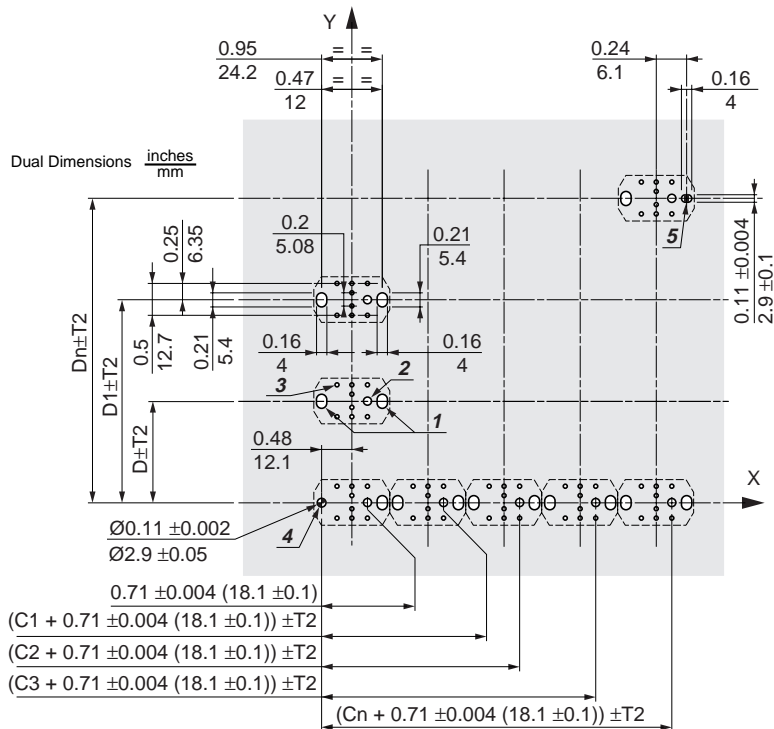 Y
0.95
24.2
= =
0.47
12
= =
0.24
6.1
0.16
4
Dual Dimensions inches
mm
0.25
6.35
0.2
5.08
0.21
5.4
5
0.11 ±0.004
2.9 ±0.1
Dn±T2
D1±T2
D±T2
0.5
12.7
0.21
5.4
0.16
4
0.16
4
3
2
1
0.48
12.1
X
Ø0.11 ±0.002
Ø2.9 ±0.05
4
0.71 ±0.004 (18.1 ±0.1)
(C1 + 0.71 ±0.004 (18.1 ±0.1)) ±T2
(C2 + 0.71 ±0.004 (18.1 ±0.1)) ±T2
(C3 + 0.71 ±0.004 (18.1 ±0.1)) ±T2
(Cn + 0.71 ±0.004 (18.1 ±0.1)) ±T2